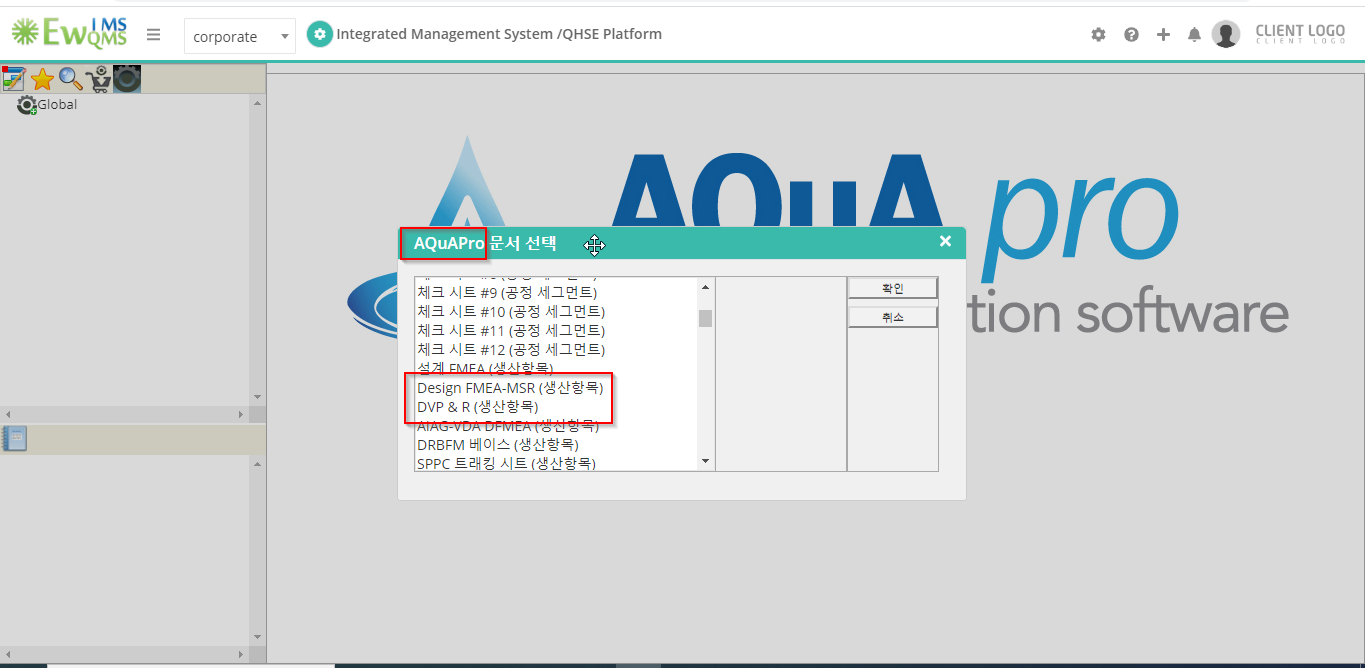 EwQMS IMS
corporate
Integrated Management System /QHSE Platform
CLIENT LOGO
CLIENT LOGO
Global
AQuA pro
tion software
AQuAPro 문서 선택
체크 시트 #9 (공정 세그먼트)
체크 시트 #10 (공정 세그먼트)
체크 시트 #11 (공정 세그먼트)
체크 시트 #12 (공정 세그먼트)
설계 FMEA (생산항목)
Design FMEA-MSR (생산항목)
DVP & R (생산항목)
AIAG-VDA DFMEA (생산항목)
DRBFM 베이스 (생산항목)
SPPC 트래킹 시트 (생산항목)
확인
취소